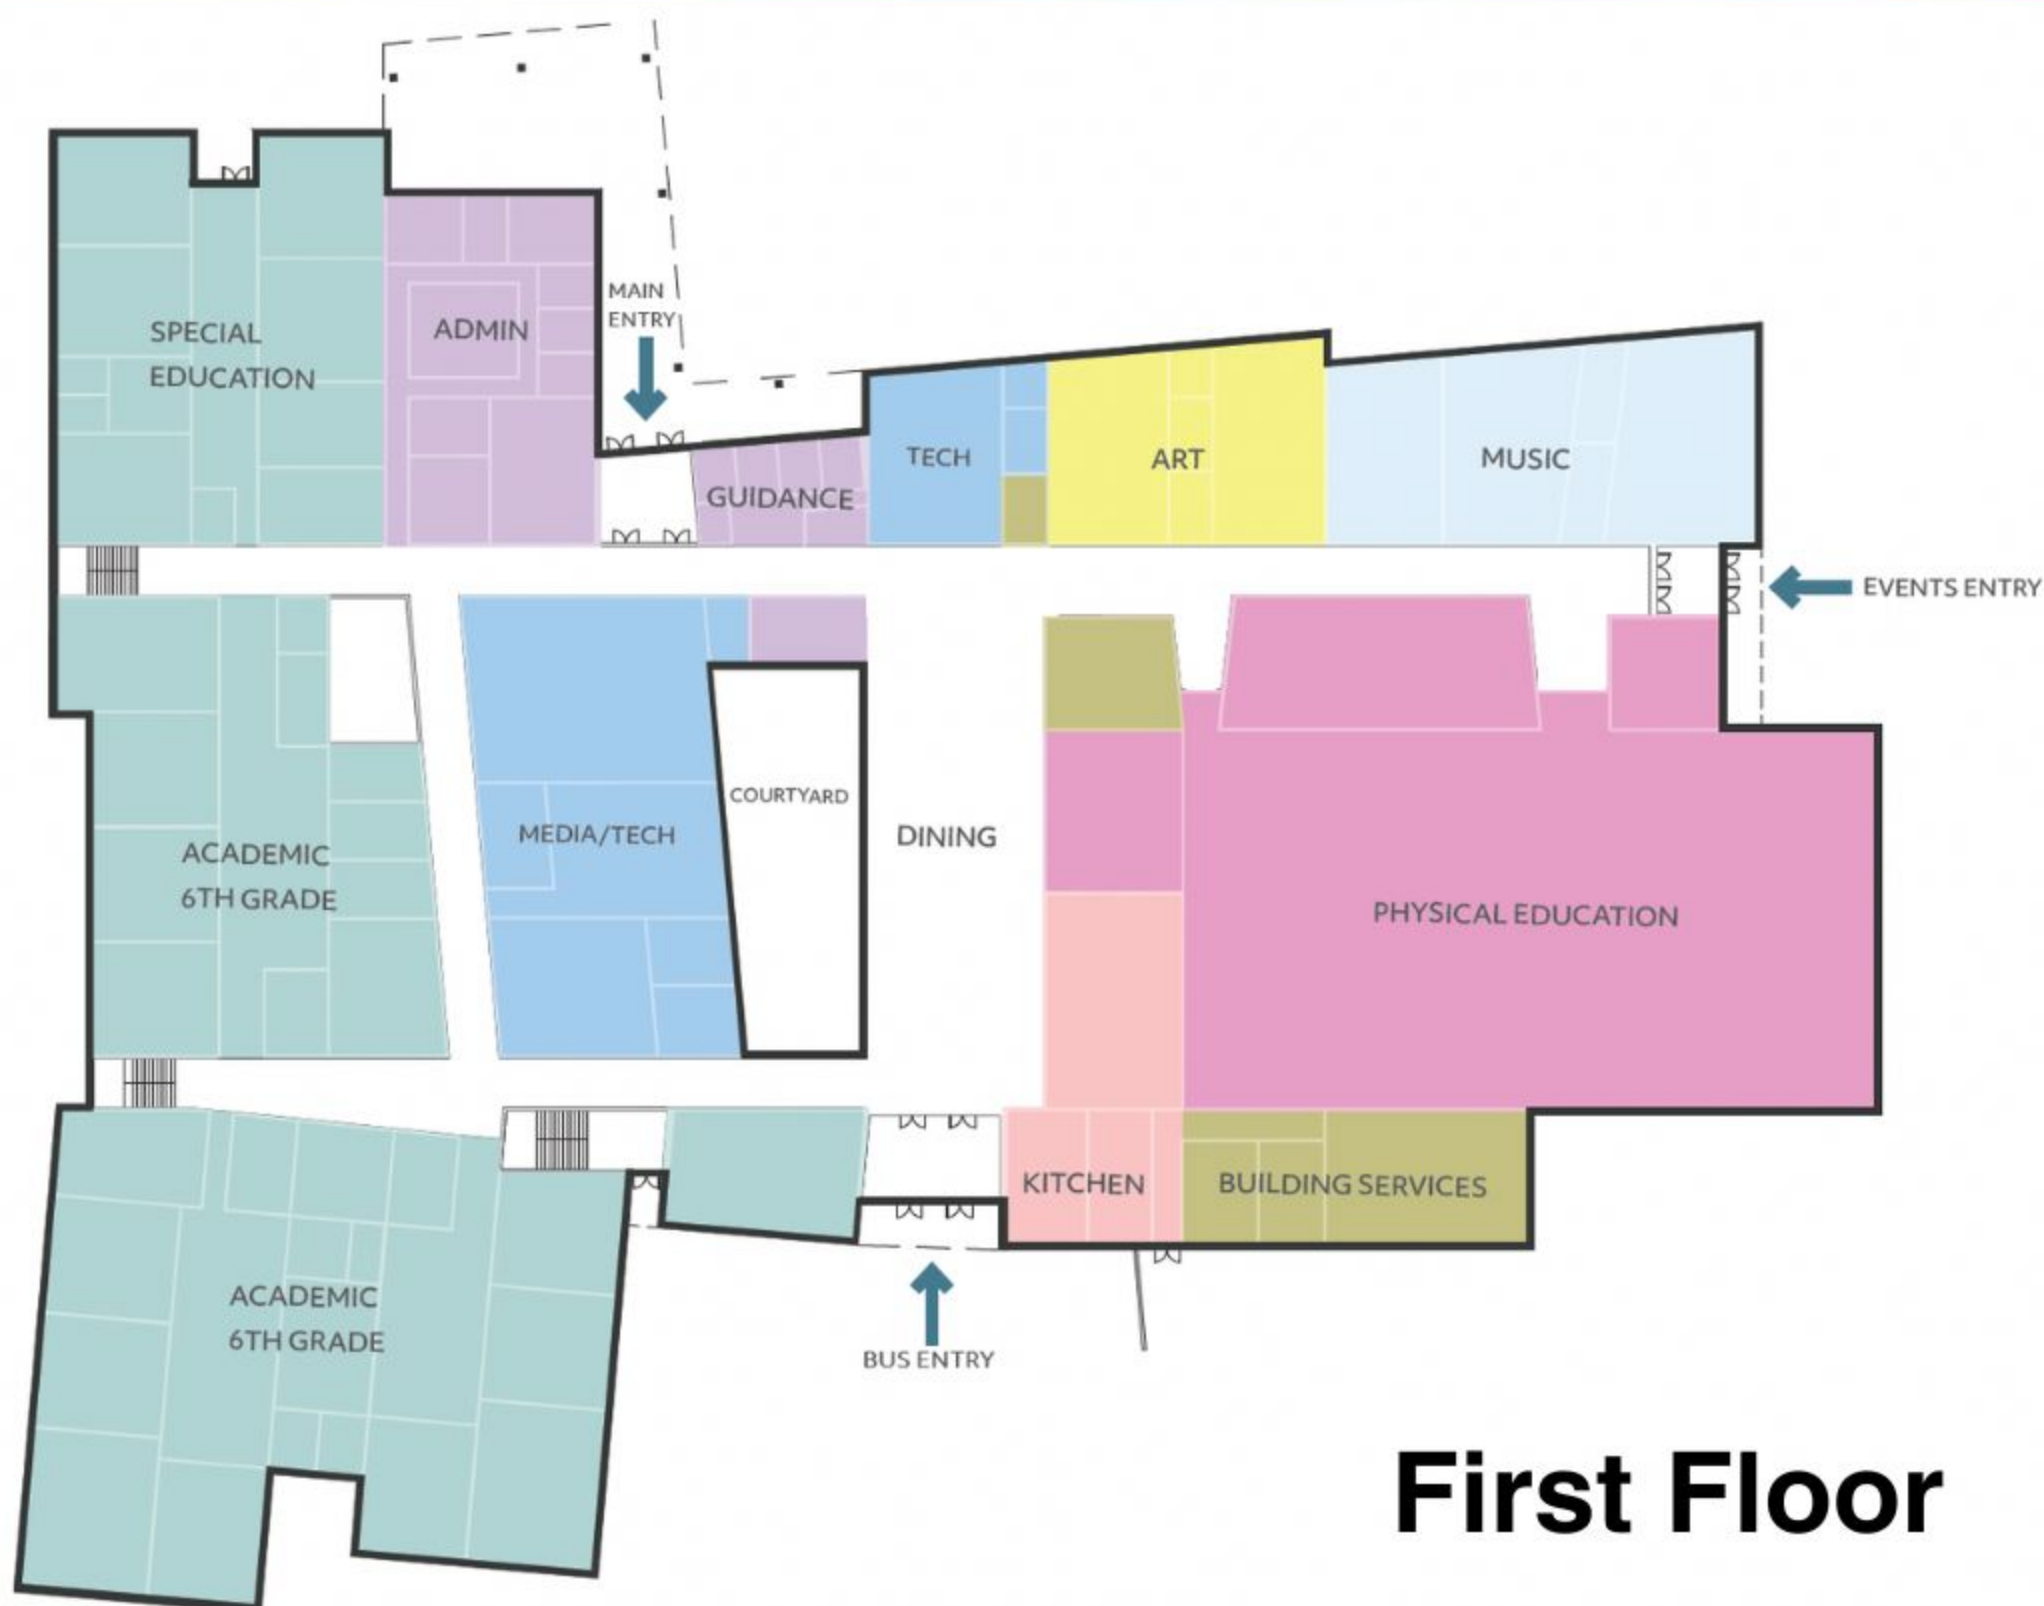 MAIN
ENTRY
SPECIAL
EDUCATION
ADMIN
TECH
ART
MUSIC
GUIDANCE
EVENTS ENTRY
COURTYARD
MEDIA/TECH
DINING
ACADEMIC
6TH GRADE
PHYSICAL EDUCATION
KITCHEN
BUILDING SERVICES
ACADEMIC
6TH GRADE
BUS ENTRY
First Floor